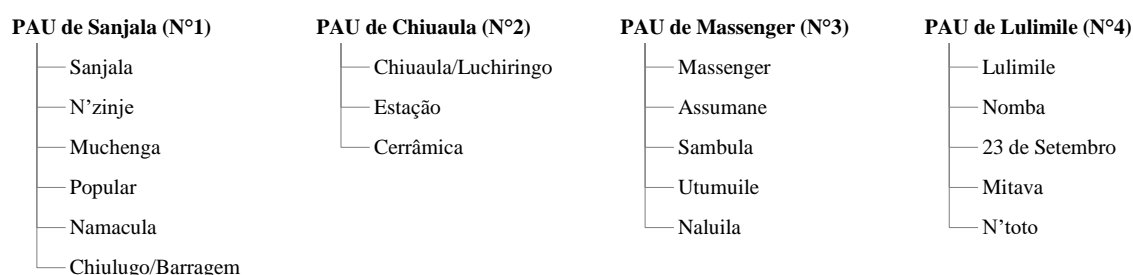 PAU de Sanjala (N°1)
Sanjala
N’zinje
Muchenga
Popular
Namacula
Chiulugo/Barragem
PAU de Chiuaula (N°2)
Chiuaula/Luchiringo
Estação
Cerrâmica
PAU de Massenger (N°3)
Massenger
Assumane
Sambula
Utumuile
Naluila
PAU de Lulimile (N°4)
Lulimile
Nomba
23 de Setembro
Mitava
N’toto